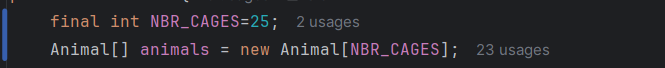 final int NBR_CAGES=25; 2 usages
Animal[] animals = new Animal[NBR_CAGES]; 23 usages